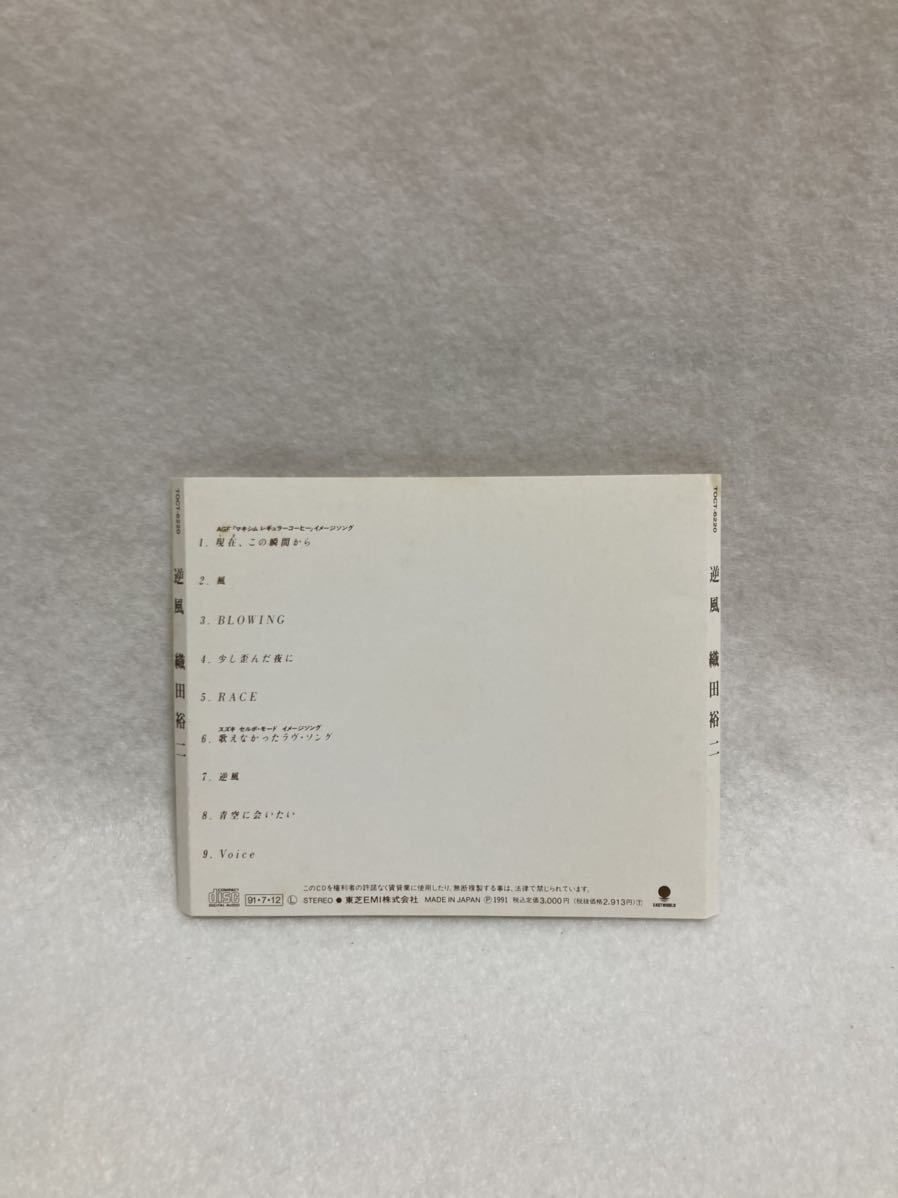 TOCT-6220
逆風 織田裕二
AGF「マキシム レギュラーコーヒー」イメージソング
1. 現在、この瞬間から
2. 風
3. BLOWING
4. 少し歪んだ夜に
5. RACE
スズキ セルボ・モード イメージソング
6. 歌えなかったラヴ・ソング
7. 逆風
8. 青空に会いたい
9. Voice
このCDを権利者の許諾なく賃貸業に使用したり、無断複製する事は、法律で禁じられています。
COMPACT
disc
DIGITAL AUDIO
91・7・12 Ⓛ STEREO ● 東芝EMI株式会社 MADE IN JAPAN Ⓟ1991 税込定価3,000円 (税抜価格2,913円)Ⓣ
EASTWORLD
TOCT-6220
逆風 織田裕二